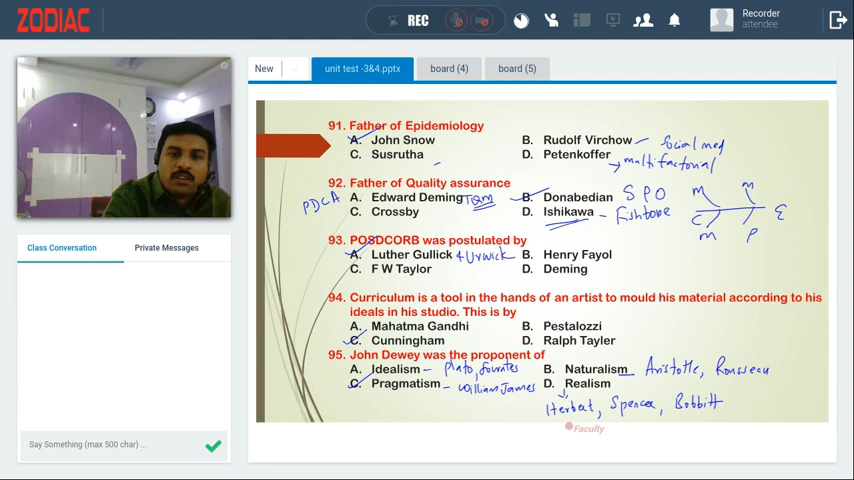 ZODIAC
REC
Recorder
attendee
New
unit test -3&4.pptx
board (4)
board (5)
91. Father of Epidemiology
A. John Snow B. Rudolf Virchow – Social med
C. Susrutha D. Petenkoffer → multifactorial
92. Father of Quality assurance
PDCA A. Edward Deming TQM B. Donabedian S P O
C. Crosby D. Ishikawa – Fishbone
M M
C E
M P
93. POSDCORB was postulated by
A. Luther Gullick + Urwick B. Henry Fayol
C. F W Taylor D. Deming
94. Curriculum is a tool in the hands of an artist to mould his material according to his
ideals in his studio. This is by
A. Mahatma Gandhi B. Pestalozzi
C. Cunningham D. Ralph Tayler
95. John Dewey was the proponent of
A. Idealism – Plato, Socrates B. Naturalism – Aristotle, Rousseau
C. Pragmatism – William James D. Realism
Herbert, Spencer, Bobbitt
Faculty
Class Conversation
Private Messages
Say Something (max 500 char) ...